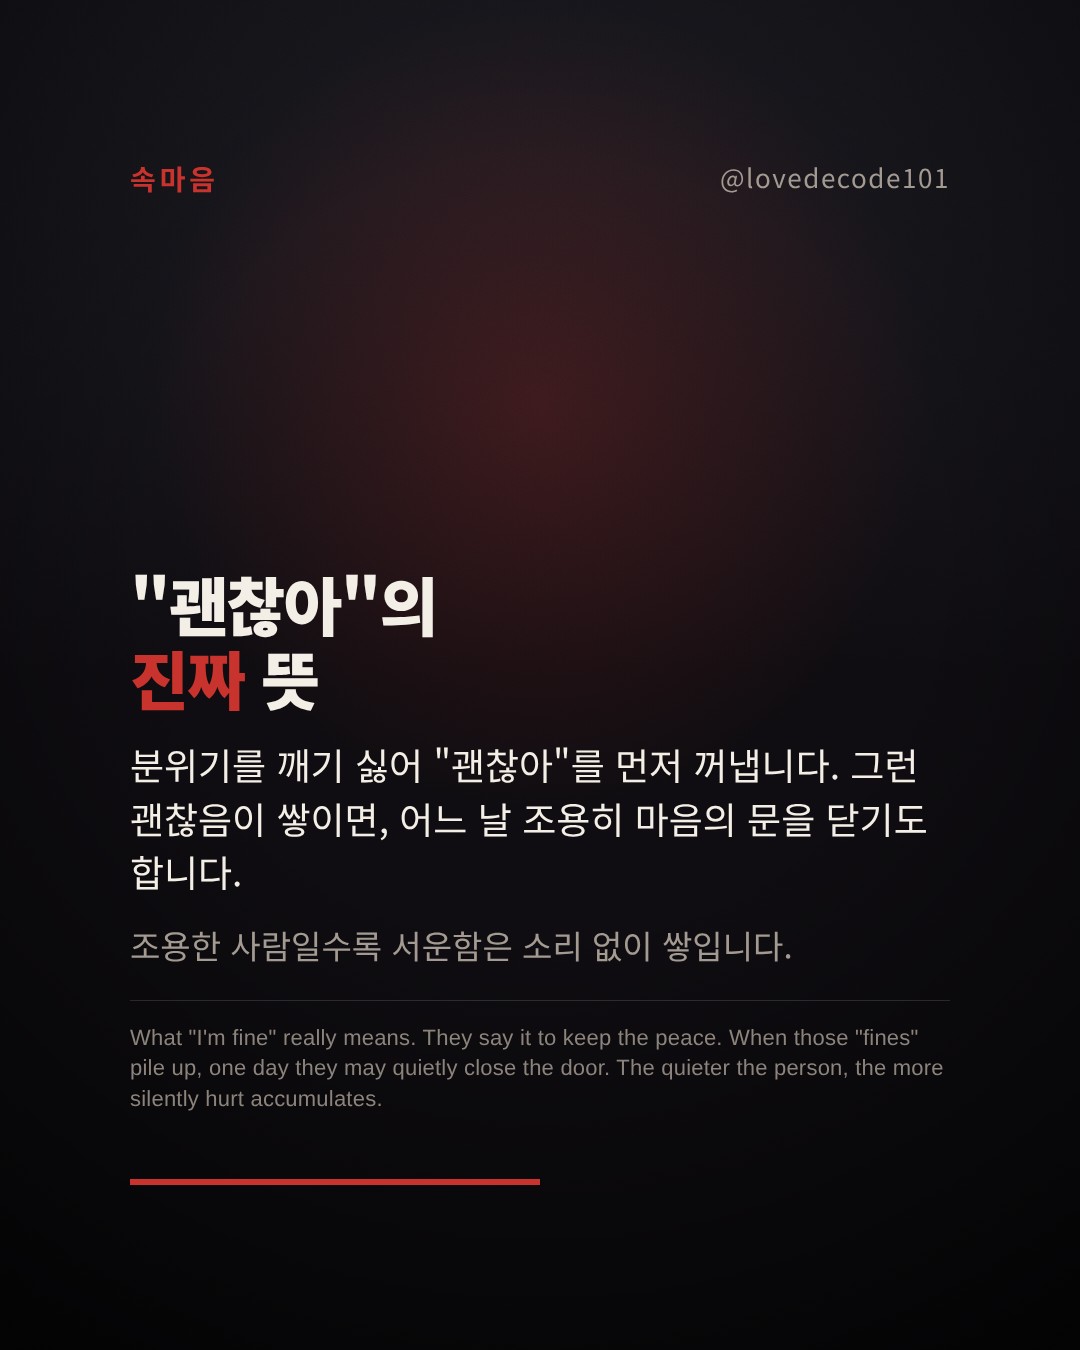 속마음
@lovedecode101
"괜찮아"의
진짜 뜻
분위기를 깨기 싫어 "괜찮아"를 먼저 꺼냅니다. 그런
괜찮음이 쌓이면, 어느 날 조용히 마음의 문을 닫기도
합니다.
조용한 사람일수록 서운함은 소리 없이 쌓입니다.
What "I'm fine" really means. They say it to keep the peace. When those "fines"
pile up, one day they may quietly close the door. The quieter the person, the more
silently hurt accumulates.